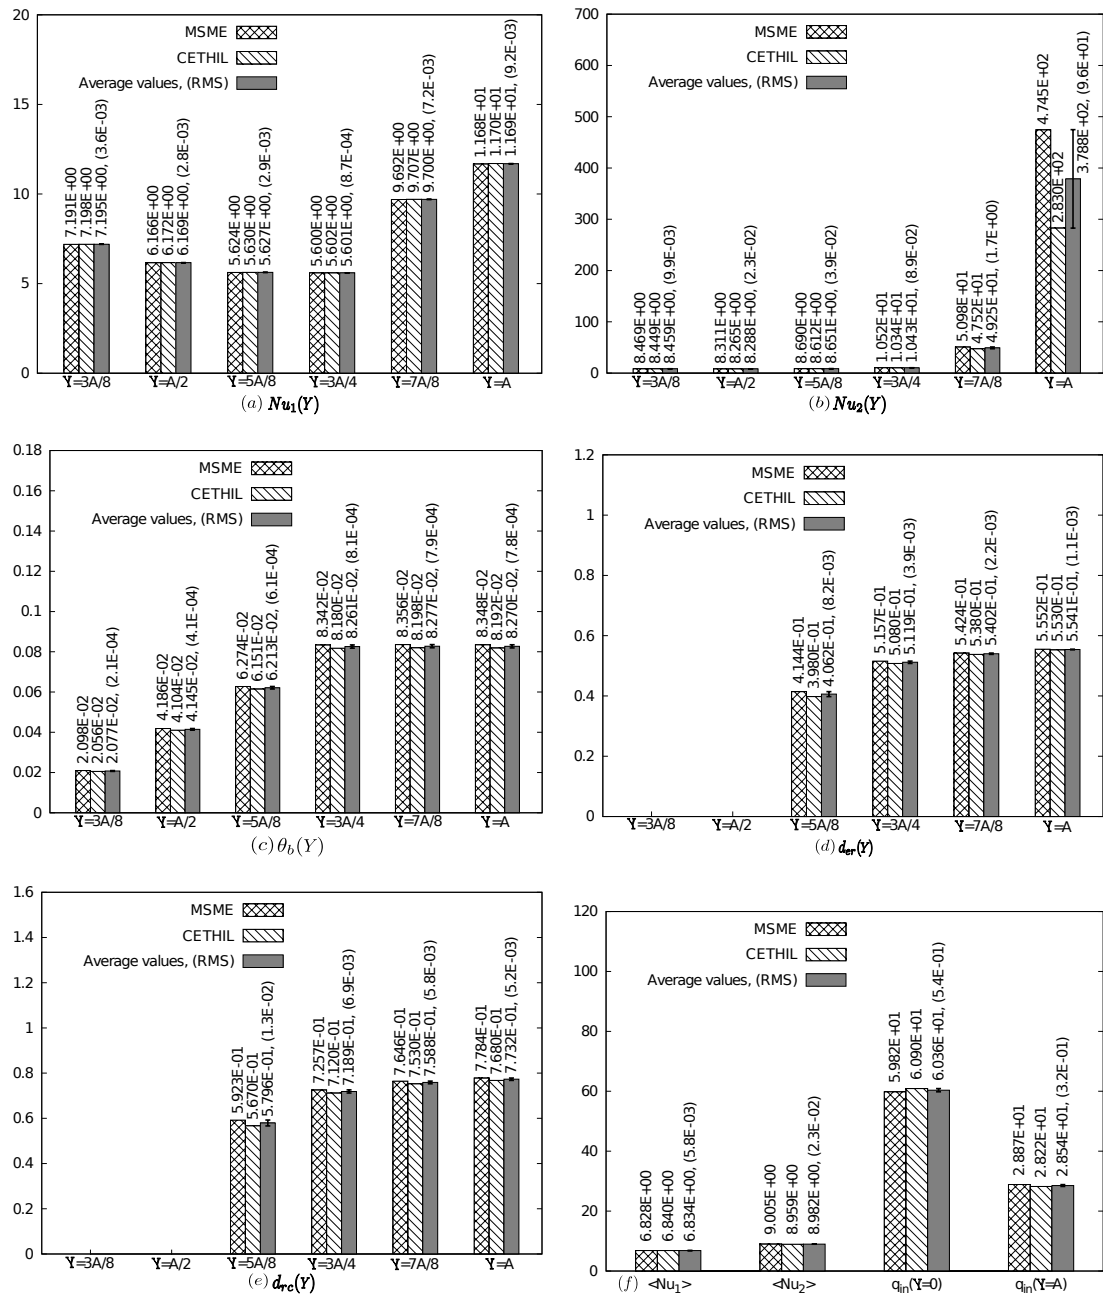 MSME
CETHIL
Average values, (RMS)
20
15
10
5
0
7.191E+00
7.198E+00
7.195E+00, (3.6E-03)
6.166E+00
6.172E+00
6.169E+00, (2.8E-03)
5.624E+00
5.630E+00
5.627E+00, (2.9E-03)
5.600E+00
5.602E+00
5.601E+00, (8.7E-04)
9.692E+00
9.707E+00
9.700E+00, (7.2E-03)
1.168E+01
1.170E+01
1.169E+01, (9.2E-03)
Y=3A/8 Y=A/2 Y=5A/8 Y=3A/4 Y=7A/8 Y=A
(a) Nu₁(Y)
MSME
CETHIL
Average values, (RMS)
700
600
500
400
300
200
100
0
8.469E+00
8.449E+00
8.459E+00, (9.9E-03)
8.311E+00
8.265E+00
8.288E+00, (2.3E-02)
8.690E+00
8.612E+00
8.651E+00, (3.9E-02)
1.052E+01
1.034E+01
1.043E+01, (8.9E-02)
5.098E+01
4.752E+01
4.925E+01, (1.7E+00)
4.745E+02
2.830E+02
3.788E+02, (9.6E+01)
Y=3A/8 Y=A/2 Y=5A/8 Y=3A/4 Y=7A/8 Y=A
(b) Nu₂(Y)
MSME
CETHIL
Average values, (RMS)
0.18
0.16
0.14
0.12
0.1
0.08
0.06
0.04
0.02
0
2.098E-02
2.056E-02
2.077E-02, (2.1E-04)
4.186E-02
4.104E-02
4.145E-02, (4.1E-04)
6.274E-02
6.151E-02
6.213E-02, (6.1E-04)
8.342E-02
8.180E-02
8.261E-02, (8.1E-04)
8.356E-02
8.198E-02
8.277E-02, (7.9E-04)
8.348E-02
8.192E-02
8.270E-02, (7.8E-04)
Y=3A/8 Y=A/2 Y=5A/8 Y=3A/4 Y=7A/8 Y=A
(c) θ_b(Y)
MSME
CETHIL
Average values, (RMS)
1.2
1
0.8
0.6
0.4
0.2
0
4.144E-01
3.980E-01
4.062E-01, (8.2E-03)
5.157E-01
5.080E-01
5.119E-01, (3.9E-03)
5.424E-01
5.380E-01
5.402E-01, (2.2E-03)
5.552E-01
5.530E-01
5.541E-01, (1.1E-03)
Y=3A/8 Y=A/2 Y=5A/8 Y=3A/4 Y=7A/8 Y=A
(d) d_er(Y)
MSME
CETHIL
Average values, (RMS)
1.6
1.4
1.2
1
0.8
0.6
0.4
0.2
0
5.923E-01
5.670E-01
5.796E-01, (1.3E-02)
7.257E-01
7.120E-01
7.189E-01, (6.9E-03)
7.646E-01
7.530E-01
7.588E-01, (5.8E-03)
7.784E-01
7.680E-01
7.732E-01, (5.2E-03)
Y=3A/8 Y=A/2 Y=5A/8 Y=3A/4 Y=7A/8 Y=A
(e) d_rc(Y)
MSME
CETHIL
Average values, (RMS)
120
100
80
60
40
20
0
6.828E+00
6.840E+00
6.834E+00, (5.8E-03)
9.005E+00
8.959E+00
8.982E+00, (2.3E-02)
5.982E+01
6.090E+01
6.036E+01, (5.4E-01)
2.887E+01
2.822E+01
2.854E+01, (3.2E-01)
(f) <Nu₁> <Nu₂> q_in(Y=0) q_in(Y=A)